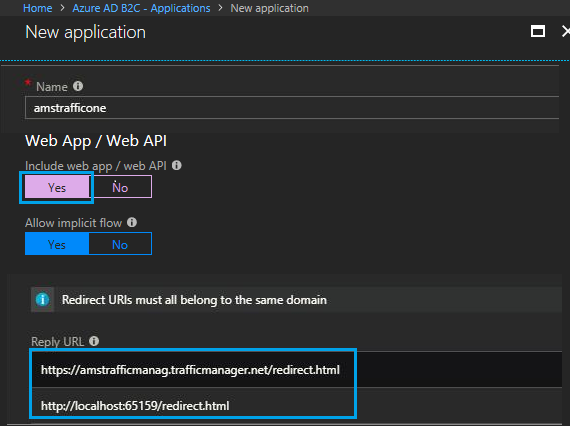 Home > Azure AD B2C - Applications > New application
New application
* Name
amstrafficone
Web App / Web API
Include web app / web API
Yes No
Allow implicit flow
Yes No
Redirect URIs must all belong to the same domain
Reply URL
https://amstrafficmanag.trafficmanager.net/redirect.html
http://localhost:65159/redirect.html